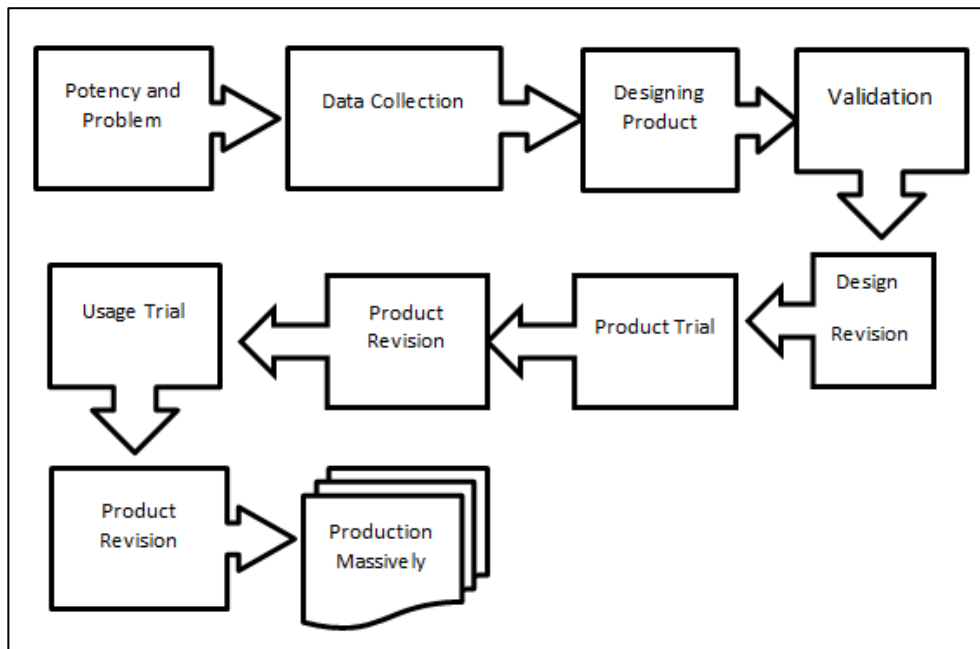 Potency and
Problem
Data Collection
Designing
Product
Validation
Design
Revision
Product Trial
Product
Revision
Usage Trial
Product
Revision
Production
Massively